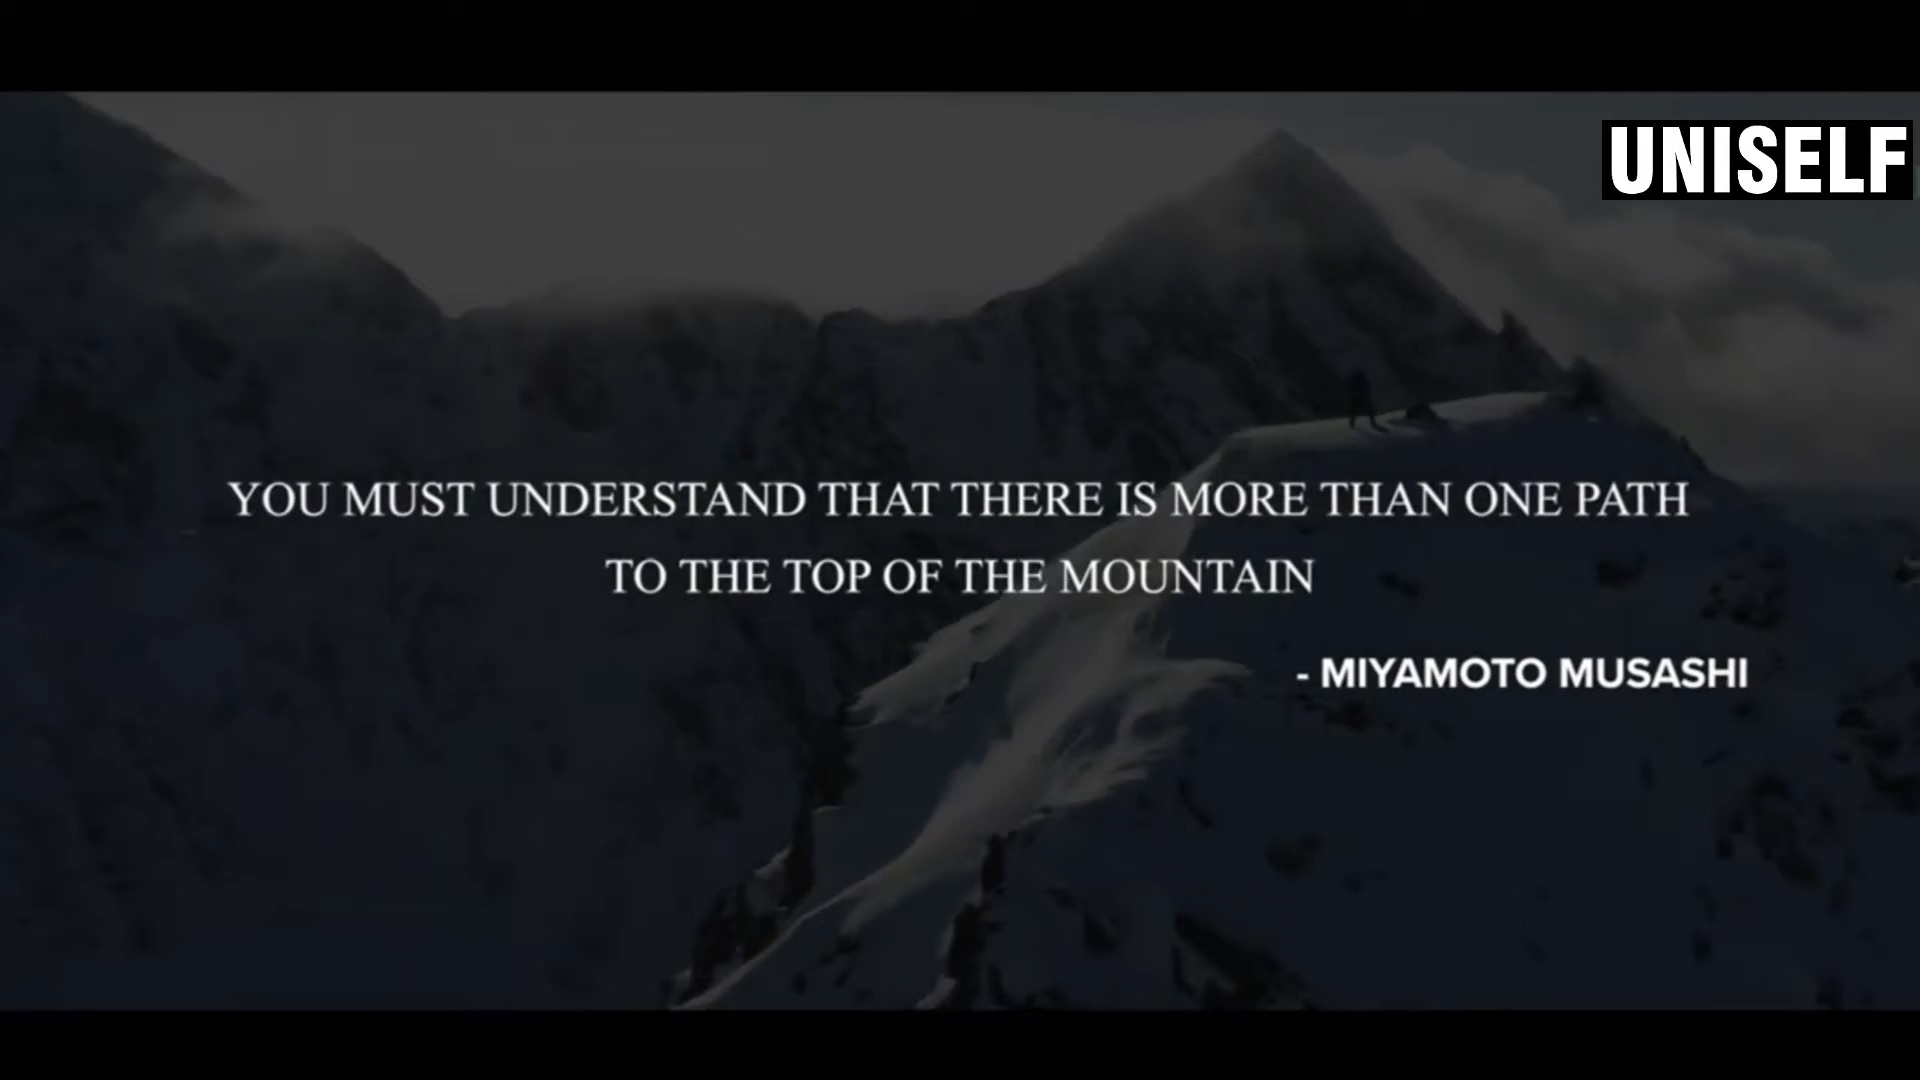 UNISELF
YOU MUST UNDERSTAND THAT THERE IS MORE THAN ONE PATH
TO THE TOP OF THE MOUNTAIN
- MIYAMOTO MUSASHI